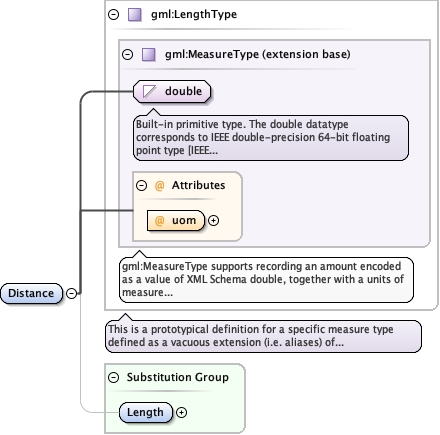 gml:LengthType
gml:MeasureType (extension base)
double
Built-in primitive type. The double datatype
corresponds to IEEE double-precision 64-bit floating
point type [IEEE...
@ Attributes
@ uom
gml:MeasureType supports recording an amount encoded
as a value of XML Schema double, together with a units of
measure...
Distance
This is a prototypical definition for a specific measure type
defined as a vacuous extension (i.e. aliases) of...
Substitution Group
Length